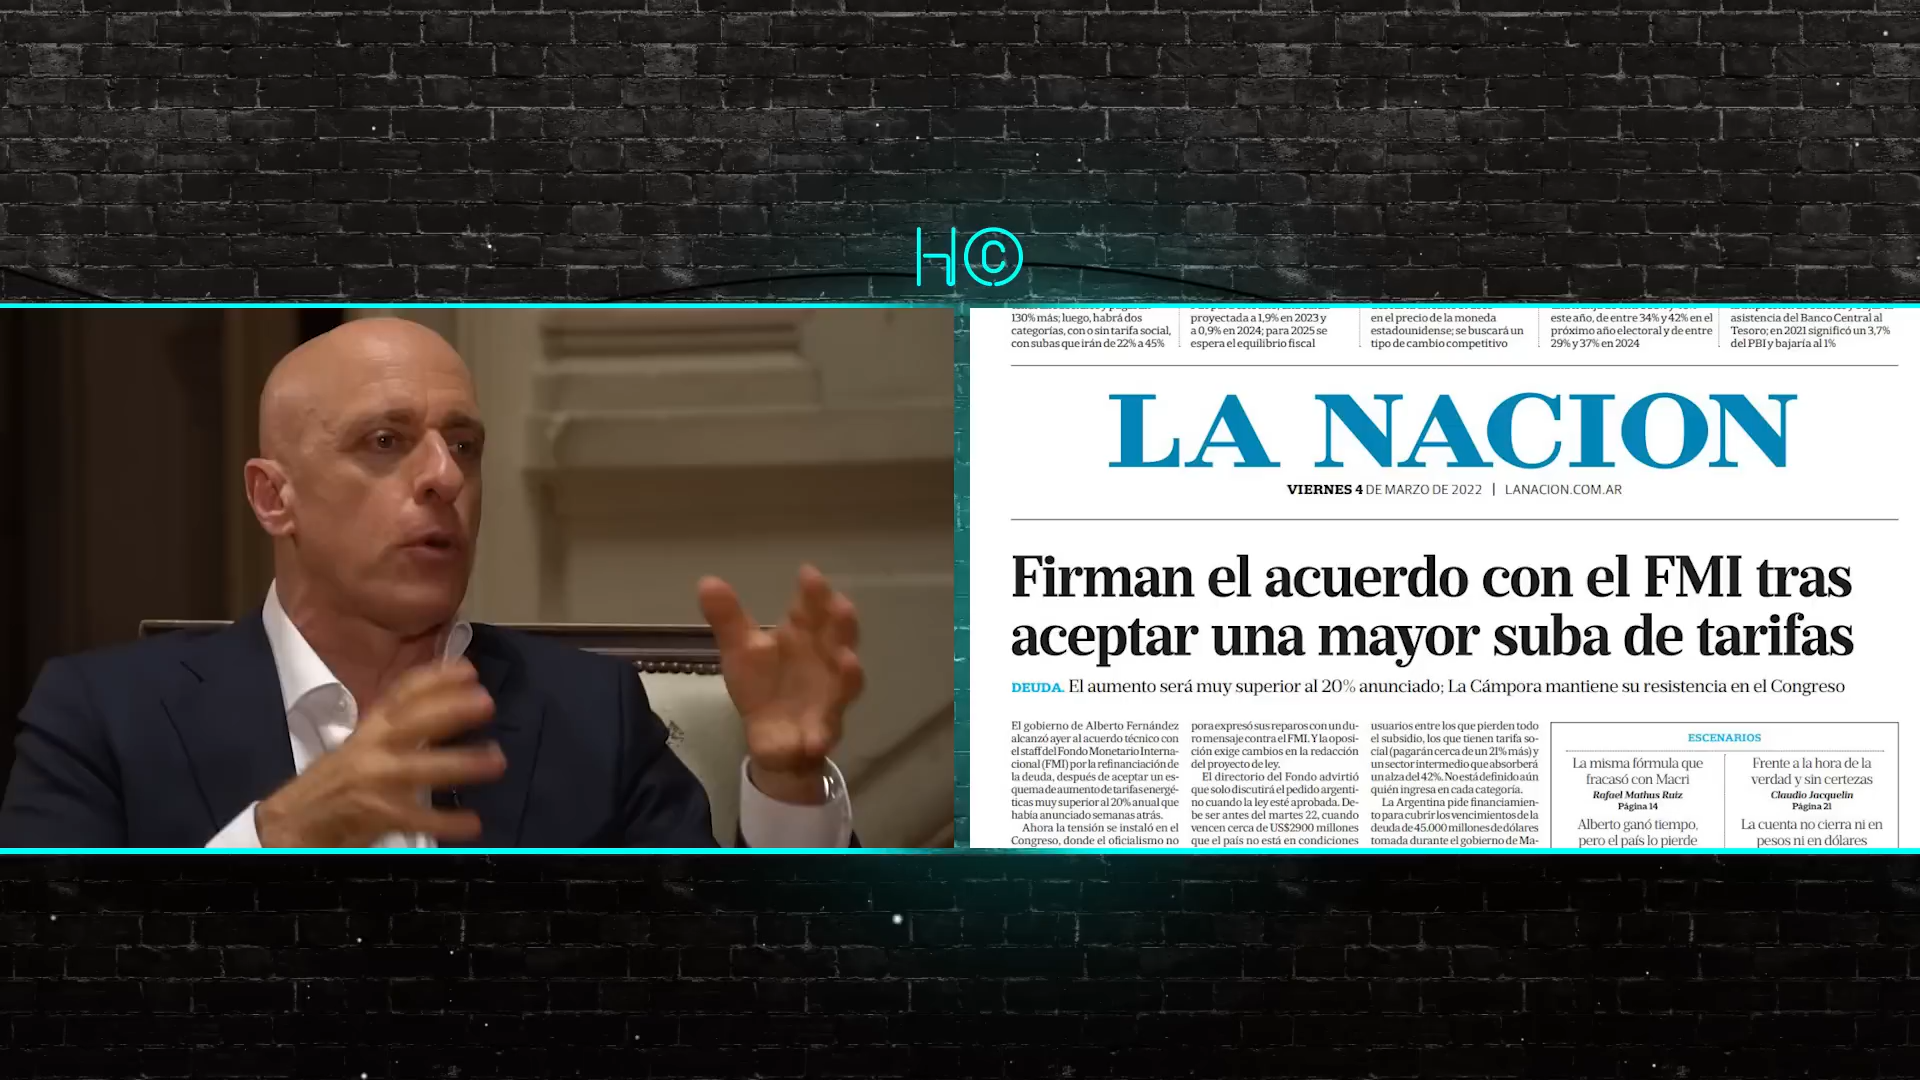 HC
130% más; luego, habrá dos
categorías, con o sin tarifa social,
con subas que irán de 22% a 45%
proyectada a 1,9% en 2023 y
a 0,9% en 2024; para 2025 se
espera el equilibrio fiscal
en el precio de la moneda
estadounidense; se buscará un
tipo de cambio competitivo
este año, de entre 34% y 42% en el
próximo año electoral y de entre
29% y 37% en 2024
asistencia del Banco Central al
Tesoro; en 2021 significó un 3,7%
del PBI y bajaría al 1%
LA NACION
VIERNES 4 DE MARZO DE 2022 | LANACION.COM.AR
Firman el acuerdo con el FMI tras
aceptar una mayor suba de tarifas
DEUDA. El aumento será muy superior al 20% anunciado; La Cámpora mantiene su resistencia en el Congreso
El gobierno de Alberto Fernández
alcanzó ayer al acuerdo técnico con
el staff del Fondo Monetario Interna-
cional (FMI) por la refinanciación de
la deuda, después de aceptar un es-
quema de aumento de tarifas energé-
ticas muy superior al 20% anual que
había anunciado semanas atrás.
Ahora la tensión se instaló en el
Congreso, donde el oficialismo no
pora expresó sus reparos con un du-
ro mensaje contra el FMI. Y la oposi-
ción exige cambios en la redacción
del proyecto de ley.
El directorio del Fondo advirtió
que solo discutirá el pedido argenti-
no cuando la ley esté aprobada. De-
be ser antes del martes 22, cuando
vencen cerca de US$2900 millones
que el país no está en condiciones
usuarios entre los que pierden todo
el subsidio, los que tienen tarifa so-
cial (pagarán cerca de un 21% más) y
un sector intermedio que absorberá
un alza del 42%. No está definido aún
quién ingresa en cada categoría.
La Argentina pide financiamien-
to para cubrir los vencimientos de la
deuda de 45.000 millones de dólares
tomada durante el gobierno de Ma-
ESCENARIOS
La misma fórmula que
fracasó con Macri
Rafael Mathus Ruiz
Página 14
Alberto ganó tiempo,
pero el país lo pierde
Frente a la hora de la
verdad y sin certezas
Claudio Jacquelin
Página 21
La cuenta no cierra ni en
pesos ni en dólares